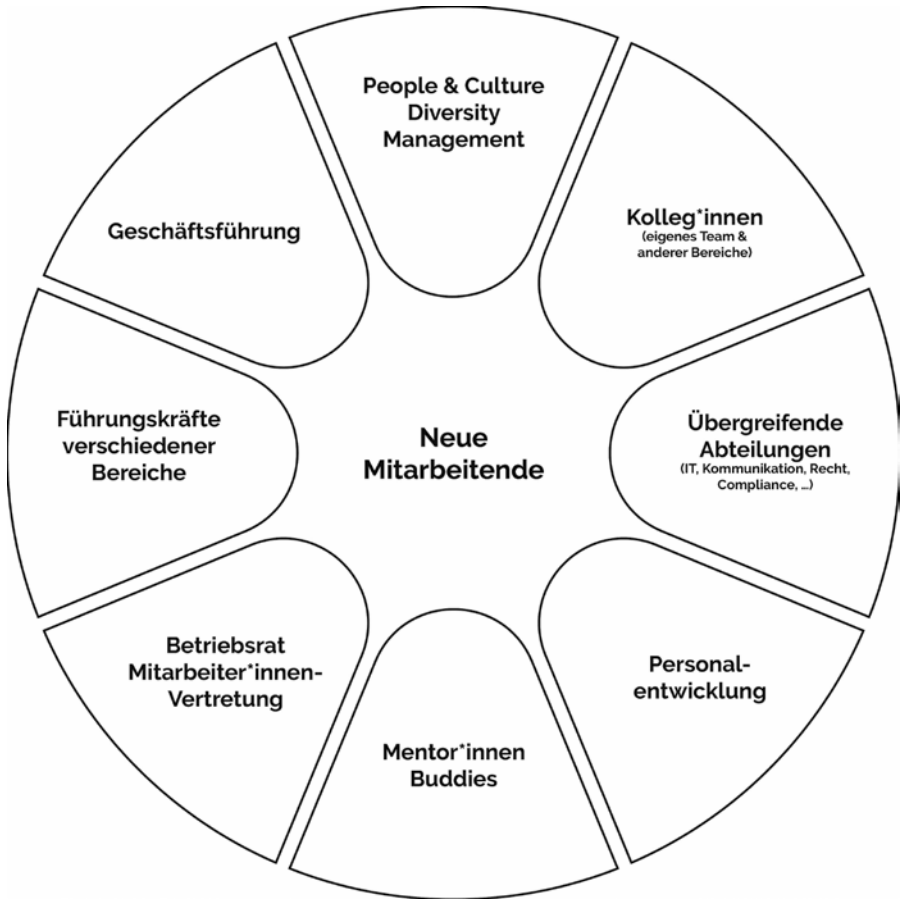 People & Culture
Diversity
Management
Kolleg*innen
(eigenes Team &
anderer Bereiche)
Übergreifende
Abteilungen
(IT, Kommunikation, Recht,
Compliance, ...)
Personal-
entwicklung
Mentor*innen
Buddies
Betriebsrat
Mitarbeiter*innen-
Vertretung
Führungskräfte
verschiedener
Bereiche
Geschäftsführung
Neue
Mitarbeitende